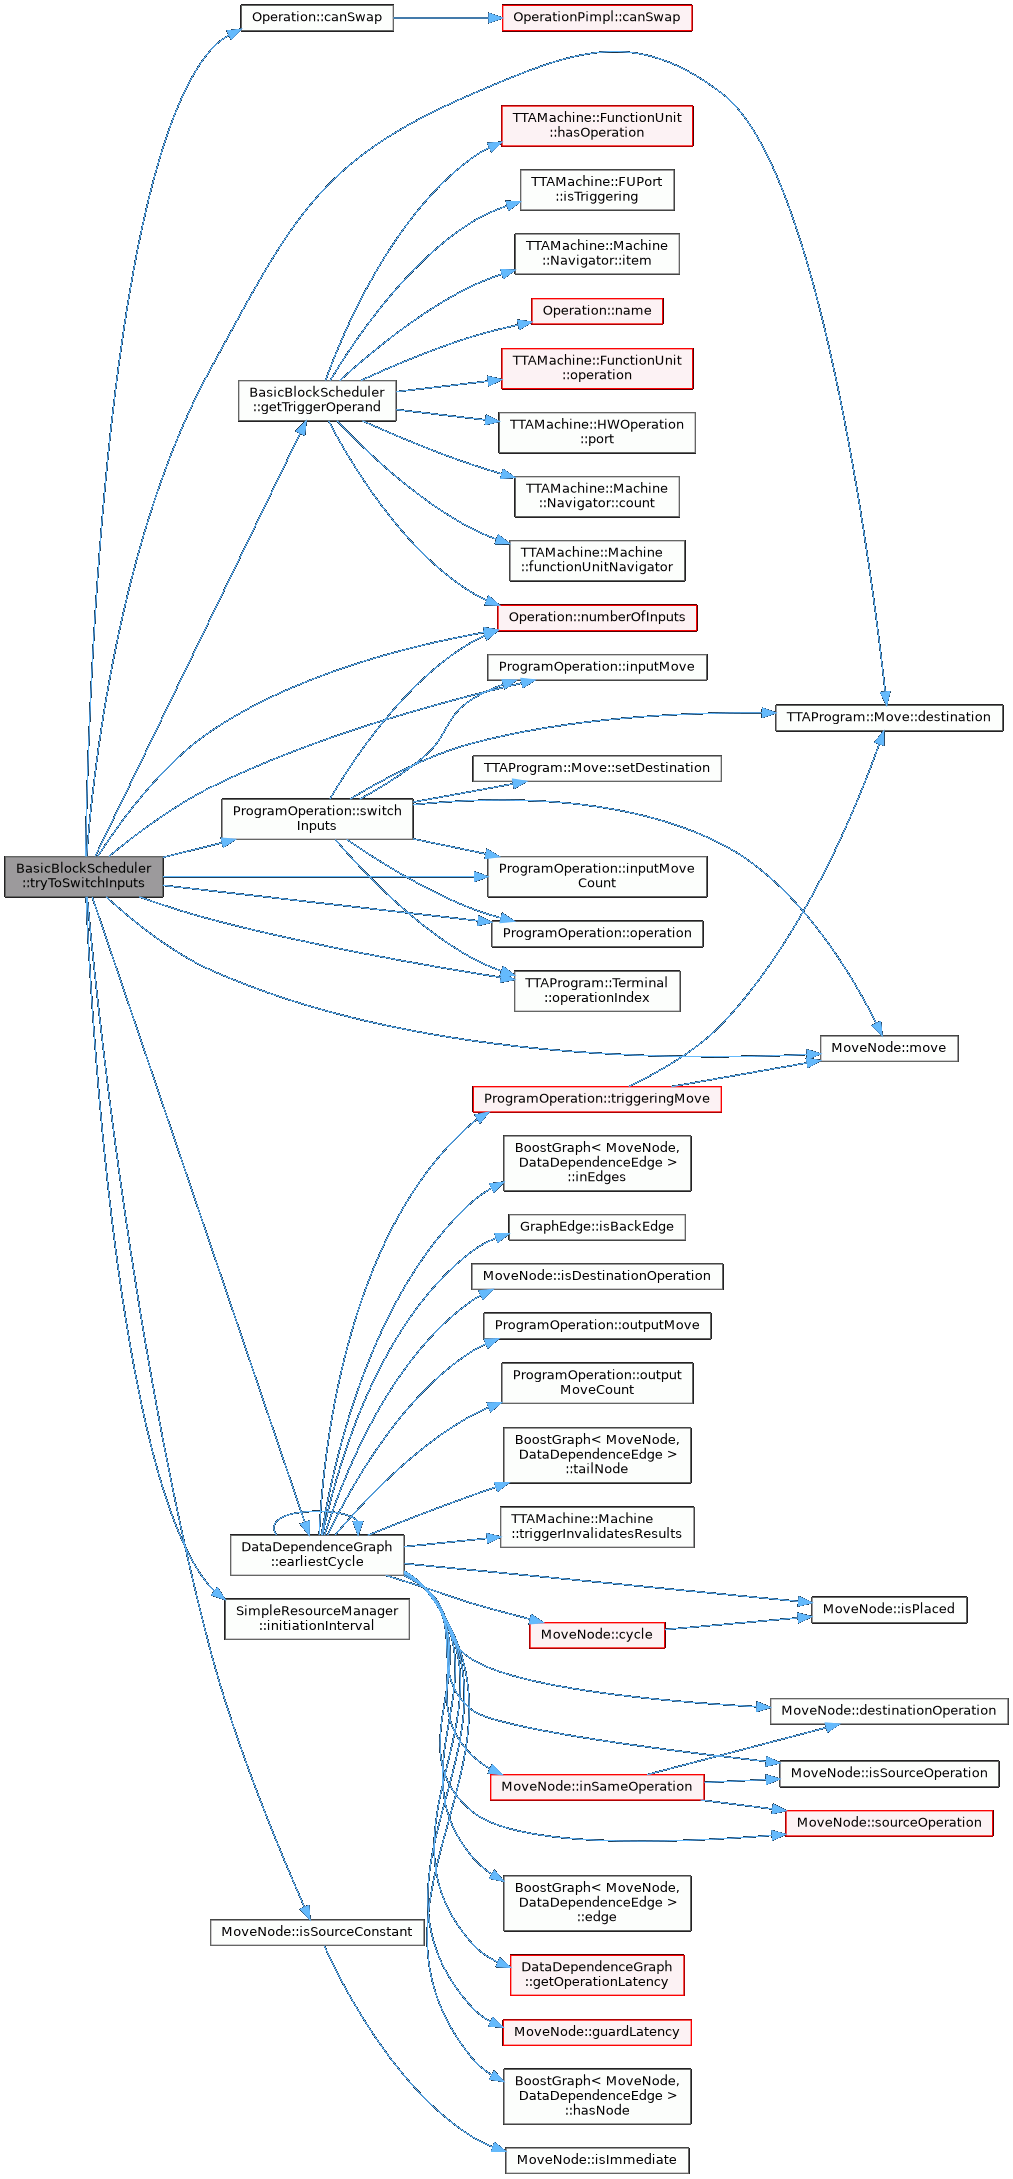 Operation::canSwap
OperationPimpl::canSwap
TTAMachine::FunctionUnit
::hasOperation
TTAMachine::FUPort
::isTriggering
TTAMachine::Machine
::Navigator::item
Operation::name
TTAMachine::FunctionUnit
::operation
BasicBlockScheduler
::getTriggerOperand
TTAMachine::HWOperation
::port
TTAMachine::Machine
::Navigator::count
TTAMachine::Machine
::functionUnitNavigator
Operation::numberOfInputs
ProgramOperation::inputMove
TTAProgram::Move::destination
TTAProgram::Move::setDestination
ProgramOperation::switch
Inputs
BasicBlockScheduler
::tryToSwitchInputs
ProgramOperation::inputMove
Count
ProgramOperation::operation
TTAProgram::Terminal
::operationIndex
MoveNode::move
ProgramOperation::triggeringMove
BoostGraph< MoveNode,
DataDependenceEdge >
::inEdges
GraphEdge::isBackEdge
MoveNode::isDestinationOperation
ProgramOperation::outputMove
ProgramOperation::output
MoveCount
BoostGraph< MoveNode,
DataDependenceEdge >
::tailNode
TTAMachine::Machine
::triggerInvalidatesResults
DataDependenceGraph
::earliestCycle
MoveNode::isPlaced
SimpleResourceManager
::initiationInterval
MoveNode::cycle
MoveNode::destinationOperation
MoveNode::isSourceOperation
MoveNode::inSameOperation
MoveNode::sourceOperation
BoostGraph< MoveNode,
DataDependenceEdge >
::edge
MoveNode::isSourceConstant
DataDependenceGraph
::getOperationLatency
MoveNode::guardLatency
BoostGraph< MoveNode,
DataDependenceEdge >
::hasNode
MoveNode::isImmediate